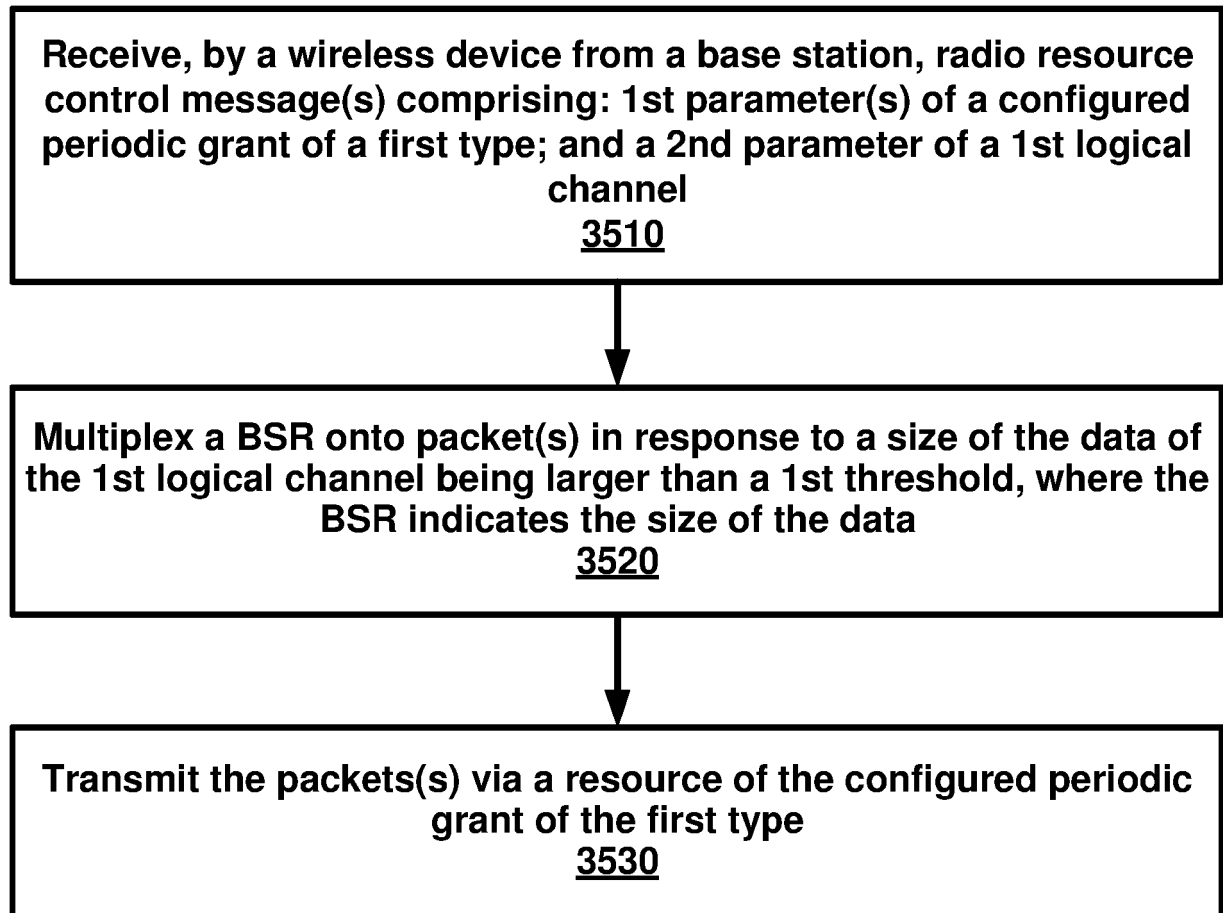 Receive, by a wireless device from a base station, radio resource
control message(s) comprising: 1st parameter(s) of a configured
periodic grant of a first type; and a 2nd parameter of a 1st logical
channel
3510
Multiplex a BSR onto packet(s) in response to a size of the data of
the 1st logical channel being larger than a 1st threshold, where the
BSR indicates the size of the data
3520
Transmit the packets(s) via a resource of the configured periodic
grant of the first type
3530